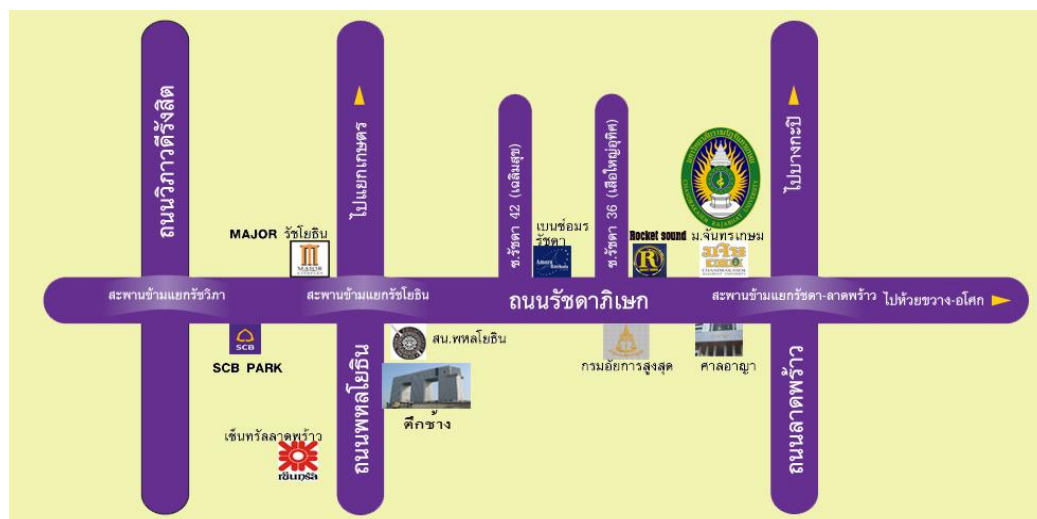 ถนนวิภาวดีรังสิต
ไปแยกเกษตร
ซ.รัชดา 42 (เฉลิมสุข)
ซ.รัชดา 36 (เสือใหญ่อุทิศ)
ไปบางกะปิ
MAJOR รัชโยธิน
MAJOR
เบนซ์อมร
รัชดา
Rocket sound
R
ม.จันทรเกษม
สะพานข้ามแยกรัชวิภา
สะพานข้ามแยกรัชโยธิน
ถนนรัชดาภิเษก
สะพานข้ามแยกรัชดา-ลาดพร้าว
ไปห้วยขวาง-อโศก
SCB
SCB PARK
สน.พหลโยธิน
ตึกช้าง
กรมอัยการสูงสุด
ศาลอาญา
เซ็นทรัลลาดพร้าว
เซ็นทรัล
ถนนพหลโยธิน
ถนนลาดพร้าว